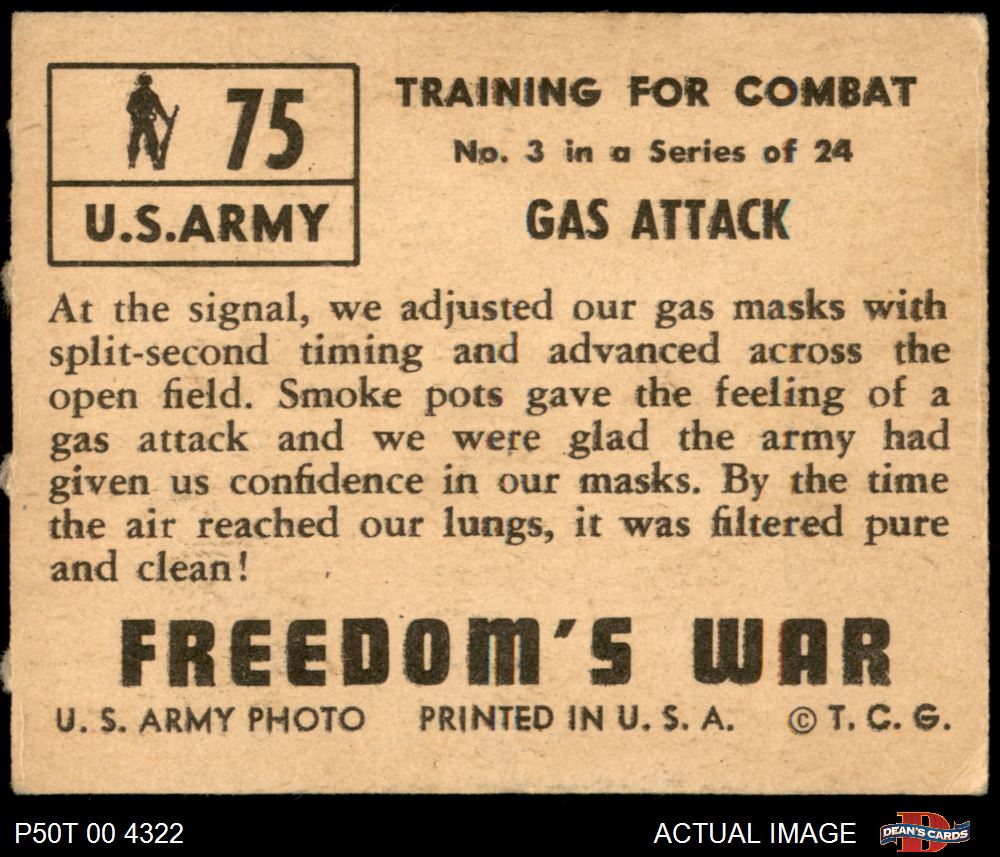 75
U.S.ARMY
TRAINING FOR COMBAT
No. 3 in a Series of 24
GAS ATTACK
At the signal, we adjusted our gas masks with
split-second timing and advanced across the
open field. Smoke pots gave the feeling of a
gas attack and we were glad the army had
given us confidence in our masks. By the time
the air reached our lungs, it was filtered pure
and clean!
FREEDOM'S WAR
U. S. ARMY PHOTO PRINTED IN U. S. A. © T. C. G.
P50T 00 4322 ACTUAL IMAGE DEAN'S CARDS